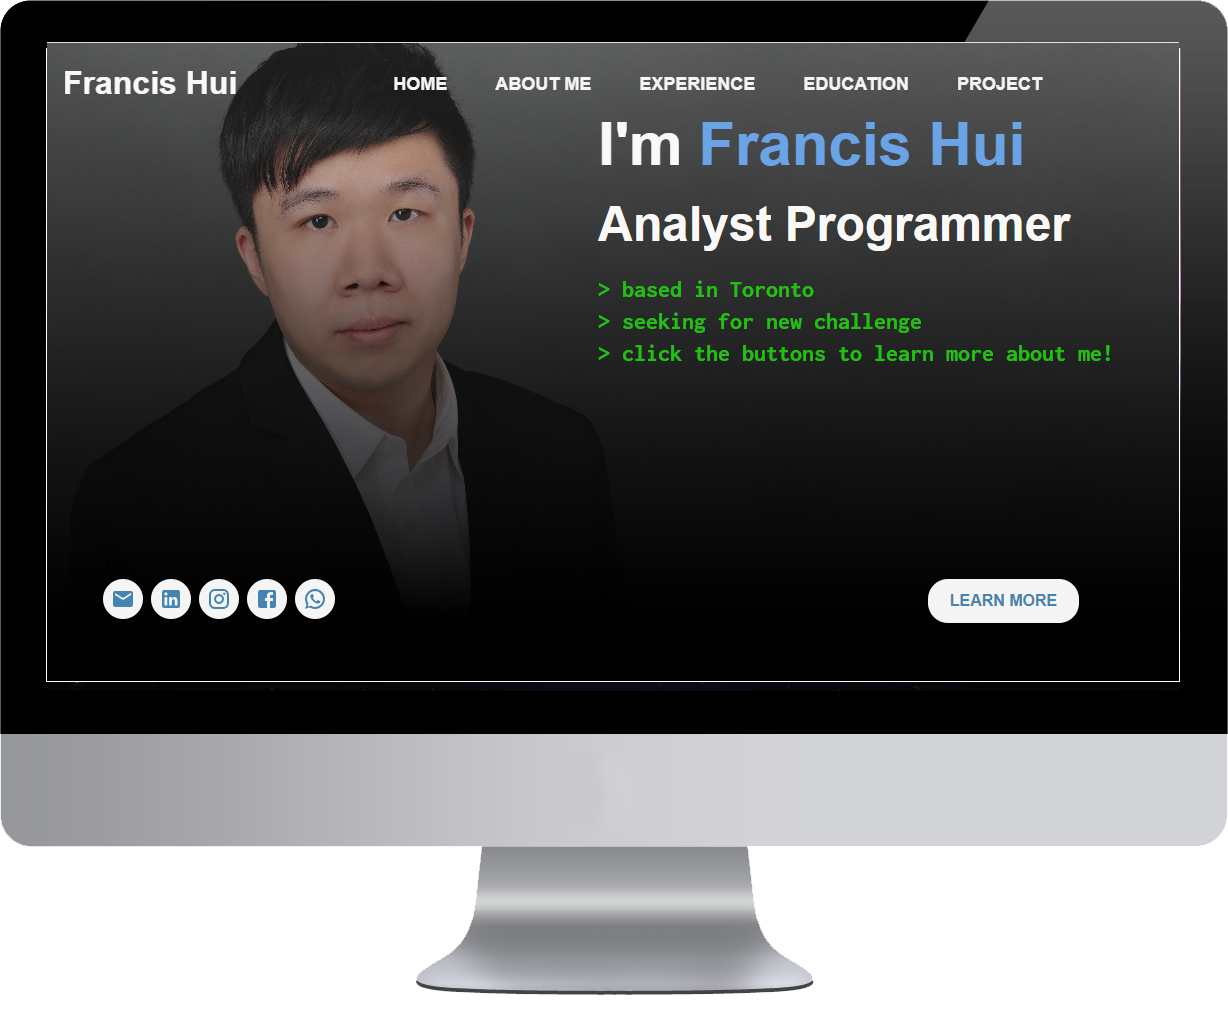 Francis Hui
HOME ABOUT ME EXPERIENCE EDUCATION PROJECT
I'm Francis Hui
Analyst Programmer
> based in Toronto
> seeking for new challenge
> click the buttons to learn more about me!
LEARN MORE